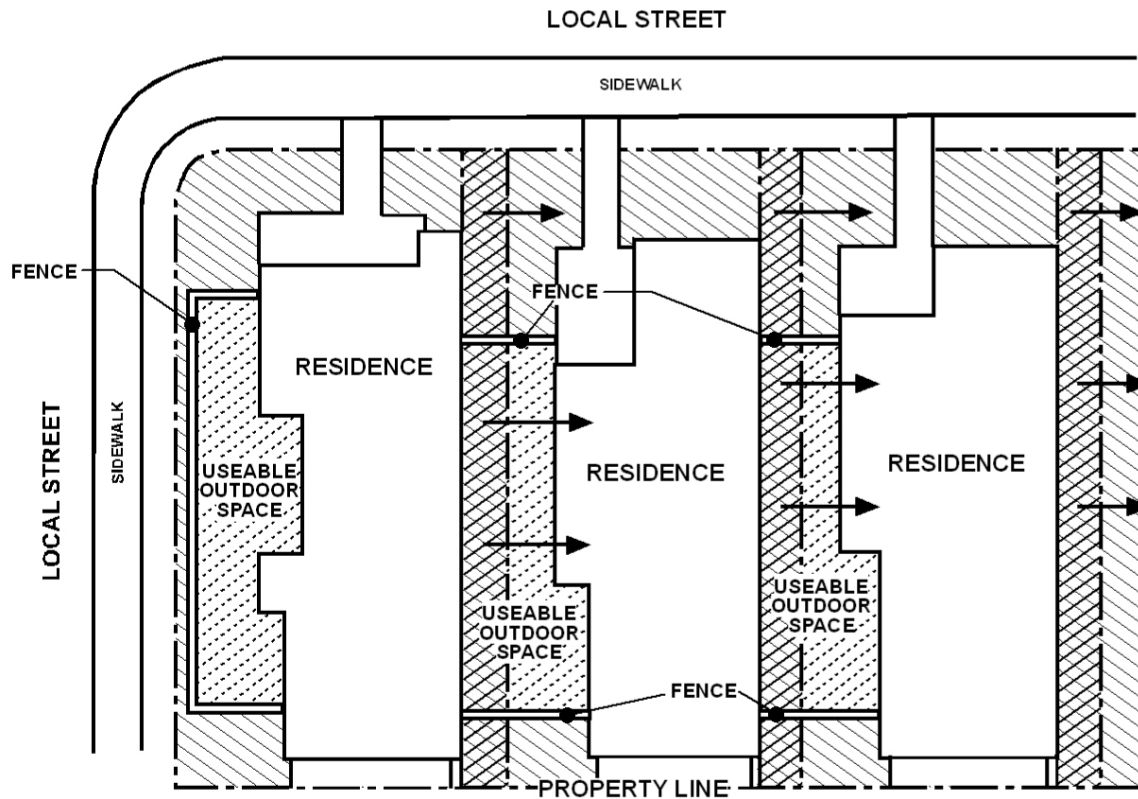 LOCAL STREET
SIDEWALK
FENCE
FENCE
RESIDENCE
RESIDENCE
RESIDENCE
LOCAL STREET
SIDEWALK
USEABLE
OUTDOOR
SPACE
USEABLE
OUTDOOR
SPACE
USEABLE
OUTDOOR
SPACE
FENCE
PROPERTY LINE